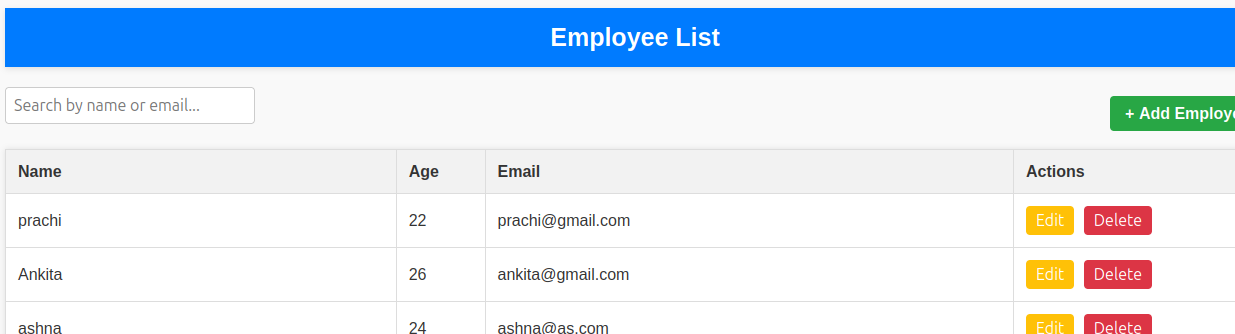 Employee List
Search by name or email...
+ Add Employe
Name Age Email Actions
prachi 22 prachi@gmail.com Edit Delete
Ankita 26 ankita@gmail.com Edit Delete
ashna 24 ashna@as.com Edit Delete